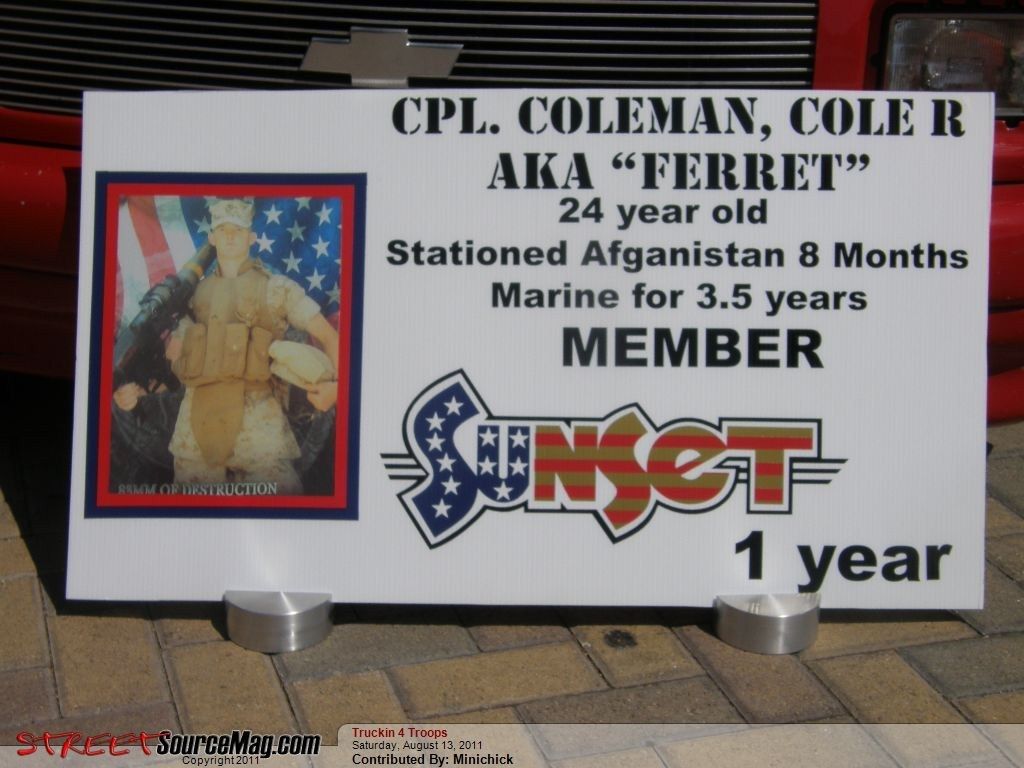 CPL. COLEMAN, COLE R
AKA “FERRET”
24 year old
Stationed Afganistan 8 Months
Marine for 3.5 years
MEMBER
SUNSET
1 year
83MM OF DESTRUCTION
STREETSourceMag.com
Copyright 2011
Truckin 4 Troops
Saturday, August 13, 2011
Contributed By: Minichick